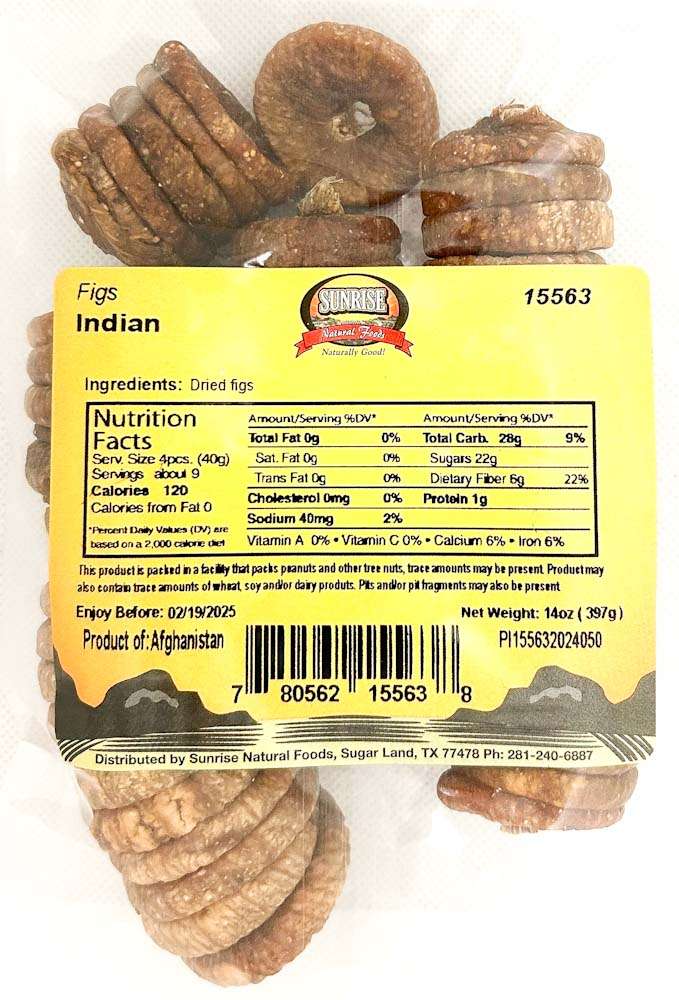 Figs
Indian
SUNRISE
Natural Foods
Naturally Good!
15563
Ingredients: Dried figs
Nutrition
Facts
Serv. Size 4pcs. (40g)
Servings about 9
Calories 120
Calories from Fat 0
*Percent Daily Values (DV) are
based on a 2,000 calorie diet
Amount/Serving %DV*
Total Fat 0g 0%
Sat. Fat 0g 0%
Trans Fat 0g 0%
Cholesterol 0mg 0%
Sodium 40mg 2%
Amount/Serving %DV*
Total Carb. 28g 9%
Sugars 22g
Dietary Fiber 6g 22%
Protein 1g
Vitamin A 0% • Vitamin C 0% • Calcium 6% • Iron 6%
This product is packed in a facility that packs peanuts and other tree nuts, trace amounts may be present. Product may
also contain trace amounts of wheat, soy and/or dairy produts. Pits and/or pit fragments may also be present
Enjoy Before: 02/19/2025
Net Weight: 14oz ( 397g )
Product of: Afghanistan
PI155632024050
7 80562 15563 8
Distributed by Sunrise Natural Foods, Sugar Land, TX 77478 Ph: 281-240-6887